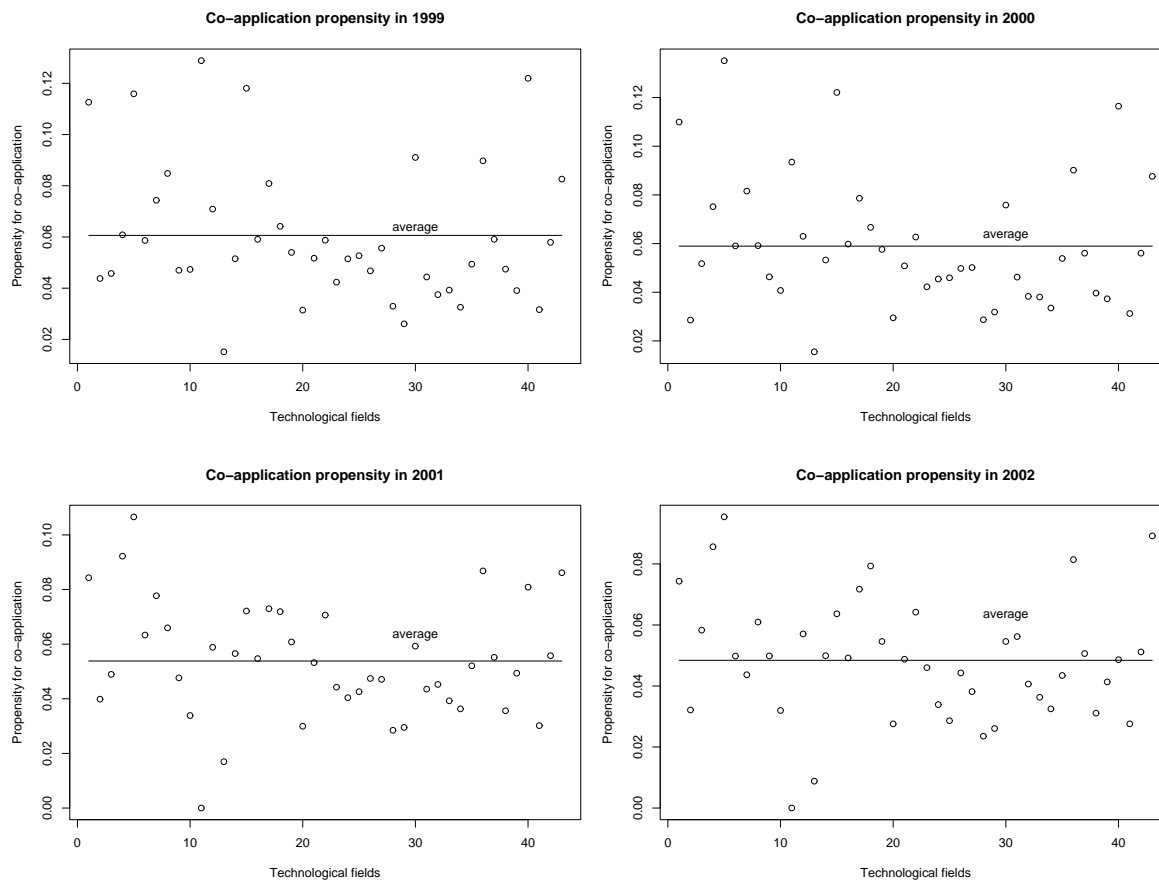 Co−application propensity in 1999
Propensity for co−application
0.02 0.04 0.06 0.08 0.10 0.12
average
0 10 20 30 40
Technological fields
Co−application propensity in 2000
Propensity for co−application
0.02 0.04 0.06 0.08 0.10 0.12
average
0 10 20 30 40
Technological fields
Co−application propensity in 2001
Propensity for co−application
0.00 0.02 0.04 0.06 0.08 0.10
average
0 10 20 30 40
Technological fields
Co−application propensity in 2002
Propensity for co−application
0.00 0.02 0.04 0.06 0.08
average
0 10 20 30 40
Technological fields